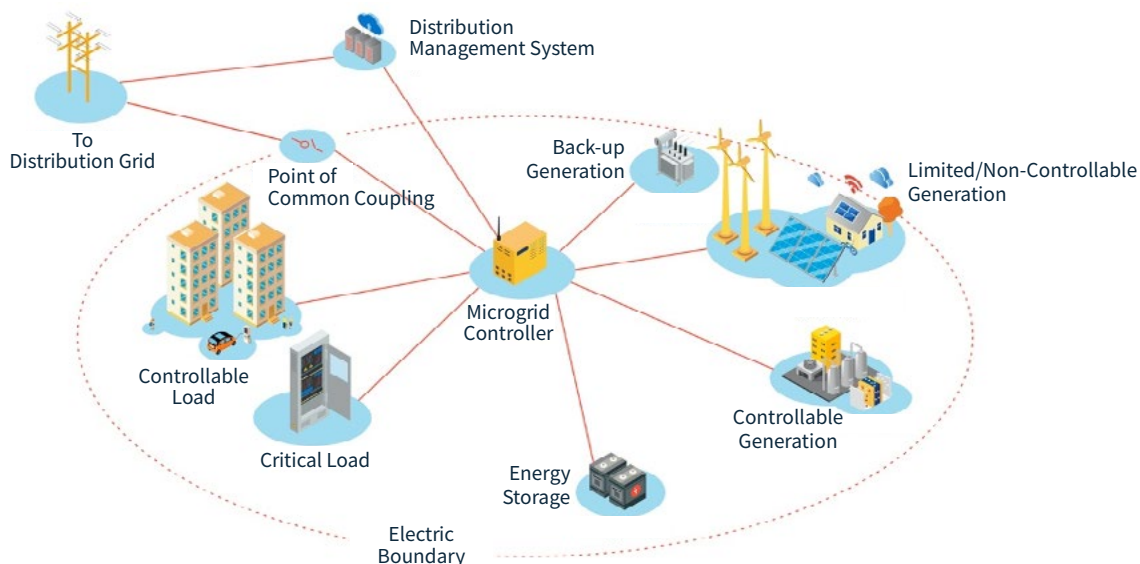 Distribution
Management System
To
Distribution Grid
Point of
Common Coupling
Back-up
Generation
Limited/Non-Controllable
Generation
Microgrid
Controller
Controllable
Load
Critical Load
Energy
Storage
Controllable
Generation
Electric
Boundary